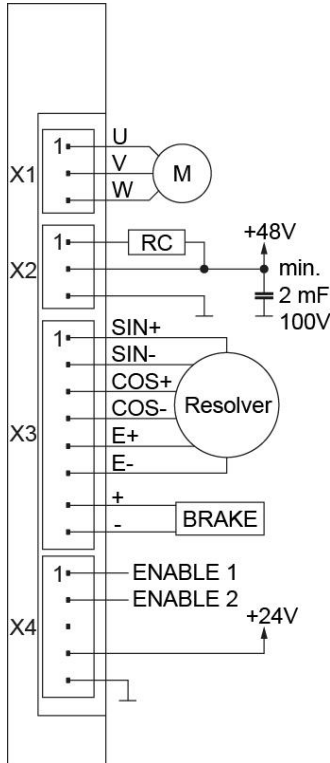 X1
1
U
V
W
M
X2
1
RC
+48V
min.
2 mF
100V
X3
1
SIN+
SIN-
COS+
COS-
E+
E-
Resolver
+
-
BRAKE
X4
1
ENABLE 1
ENABLE 2
+24V